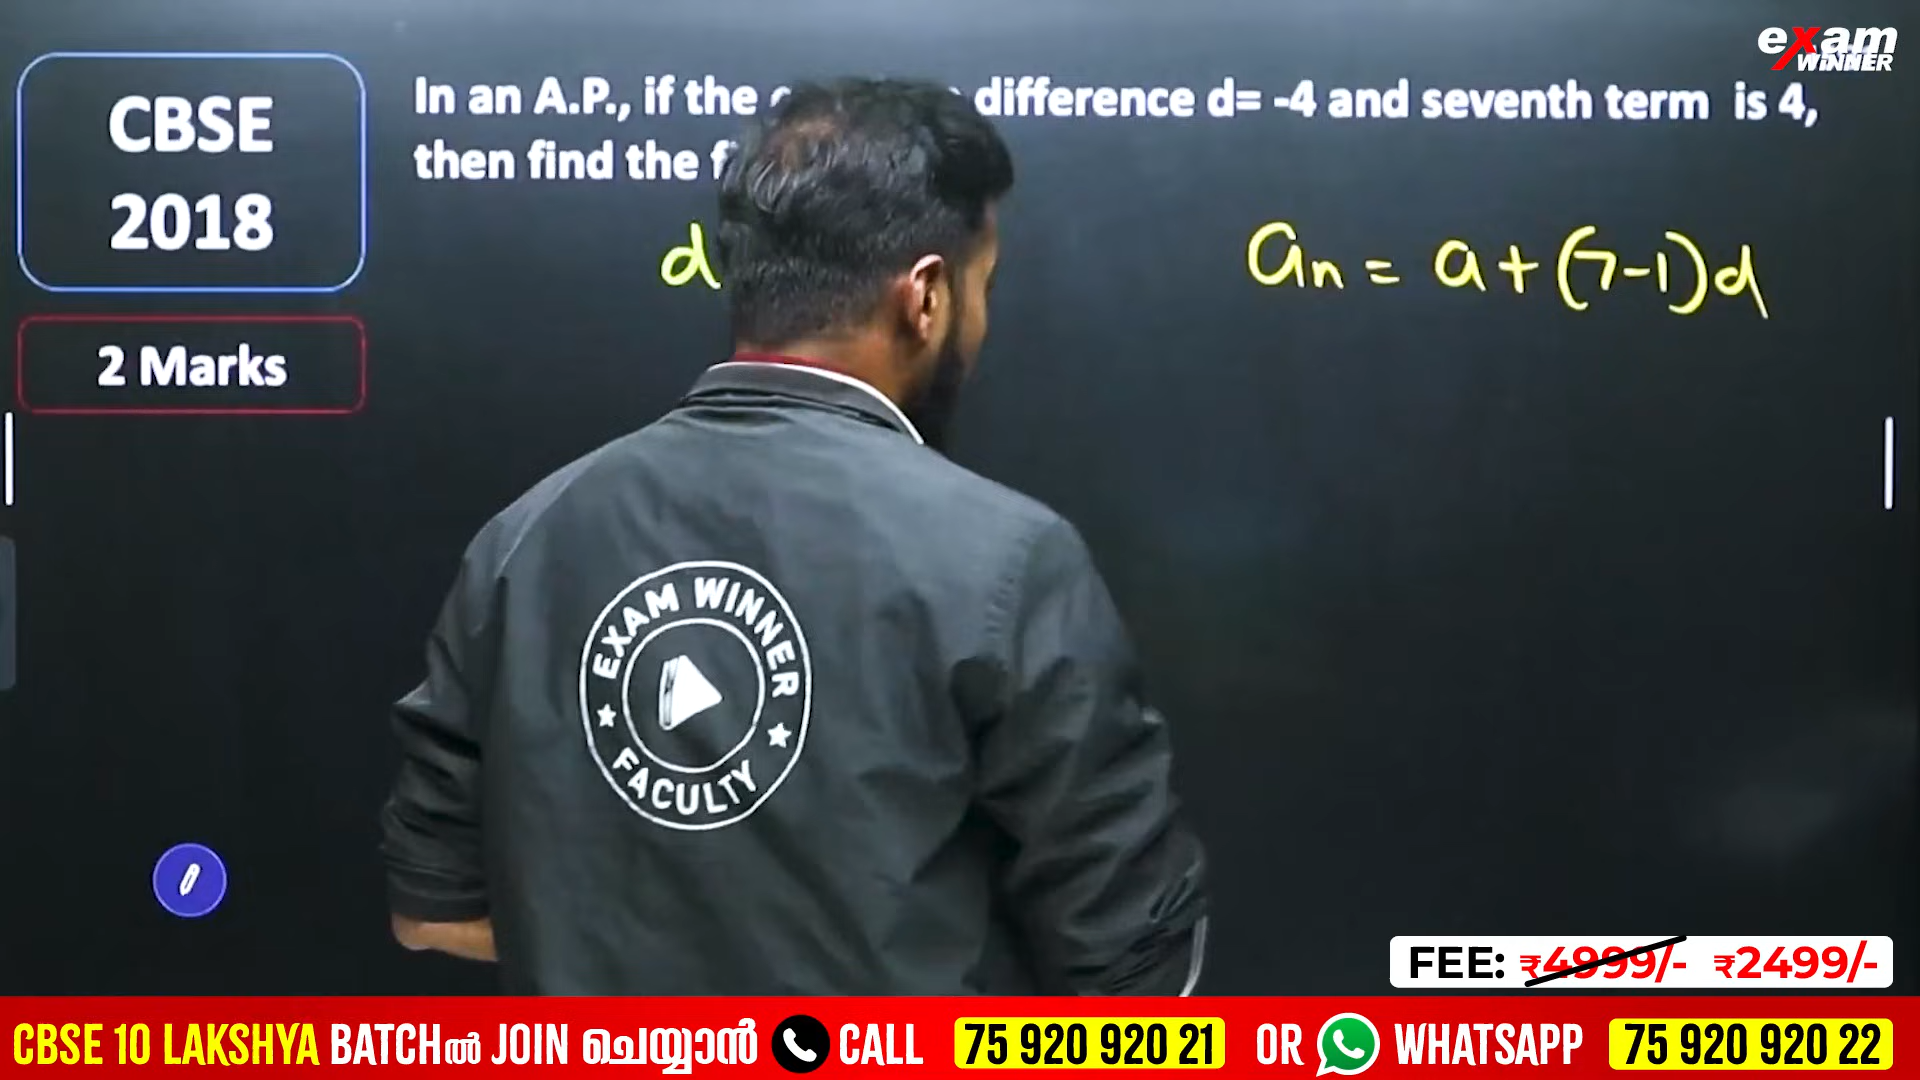 exam
WINNER
CBSE
2018
2 Marks
In an A.P., if the difference d= -4 and seventh term is 4,
then find the
d
an = a + (7-1)d
EXAM WINNER
FACULTY
FEE: ₹4999/- ₹2499/-
CBSE 10 LAKSHYA BATCHൽ JOIN ചെയ്യാൻ CALL 75 920 920 21 OR WHATSAPP 75 920 920 22